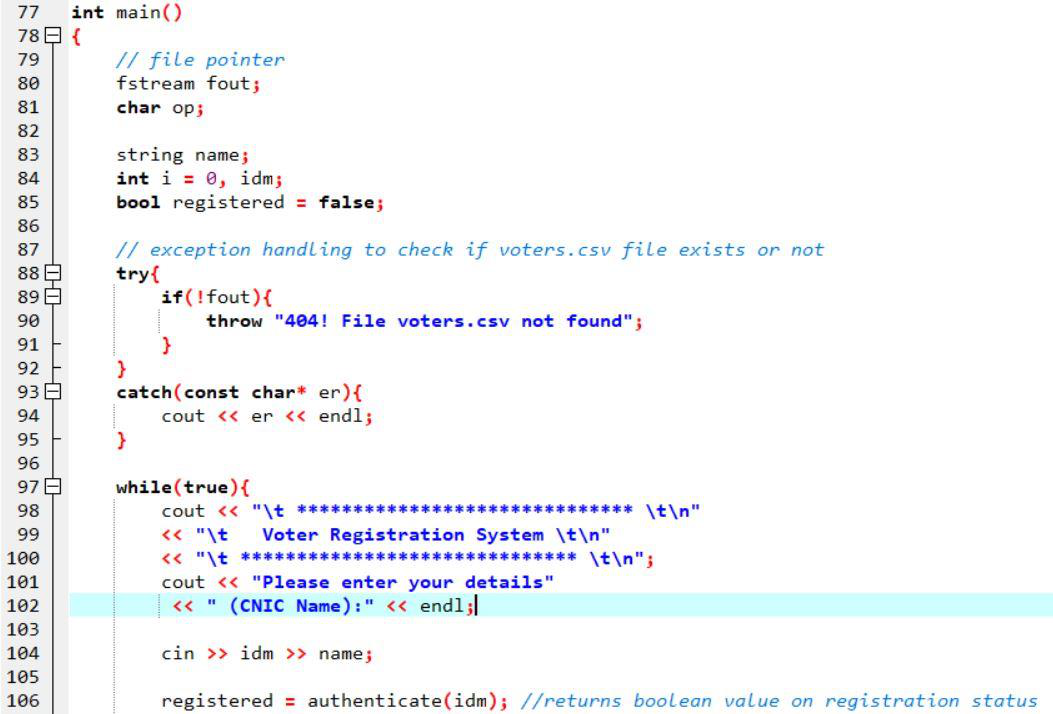 77 int main()
78 {
79 // file pointer
80 fstream fout;
81 char op;
82
83 string name;
84 int i = 0, idm;
85 bool registered = false;
86
87 // exception handling to check if voters.csv file exists or not
88 try{
89 if(!fout){
90 throw "404! File voters.csv not found";
91 }
92 }
93 catch(const char* er){
94 cout << er << endl;
95 }
96
97 while(true){
98 cout << "\t ****************************** \t\n"
99 << "\t   Voter Registration System \t\n"
100 << "\t ****************************** \t\n";
101 cout << "Please enter your details"
102 << " (CNIC Name):" << endl;
103
104 cin >> idm >> name;
105
106 registered = authenticate(idm); //returns boolean value on registration status